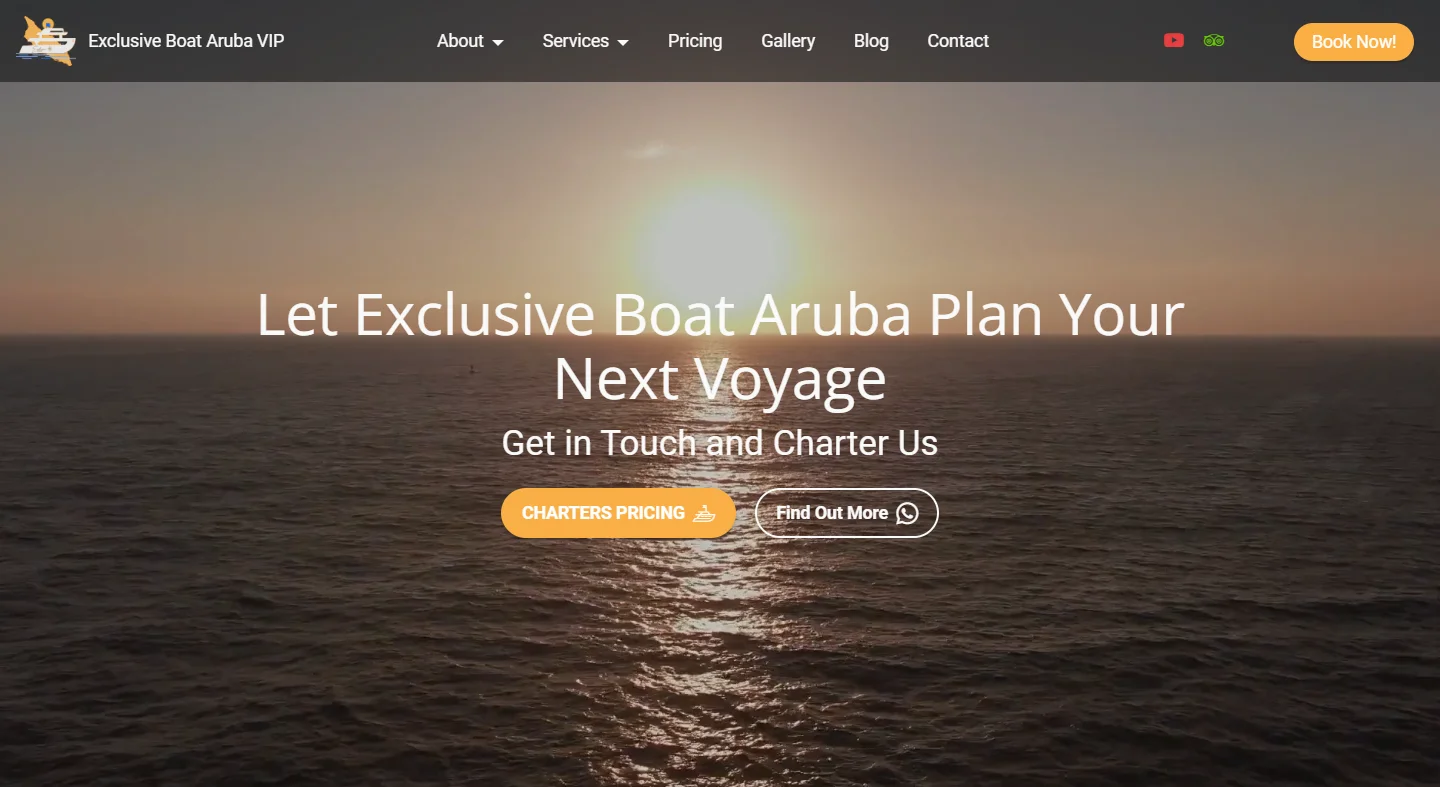 Exclusive Boat Aruba VIP
About
Services
Pricing
Gallery
Blog
Contact
Book Now!
Let Exclusive Boat Aruba Plan Your
Next Voyage
Get in Touch and Charter Us
CHARTERS PRICING
Find Out More